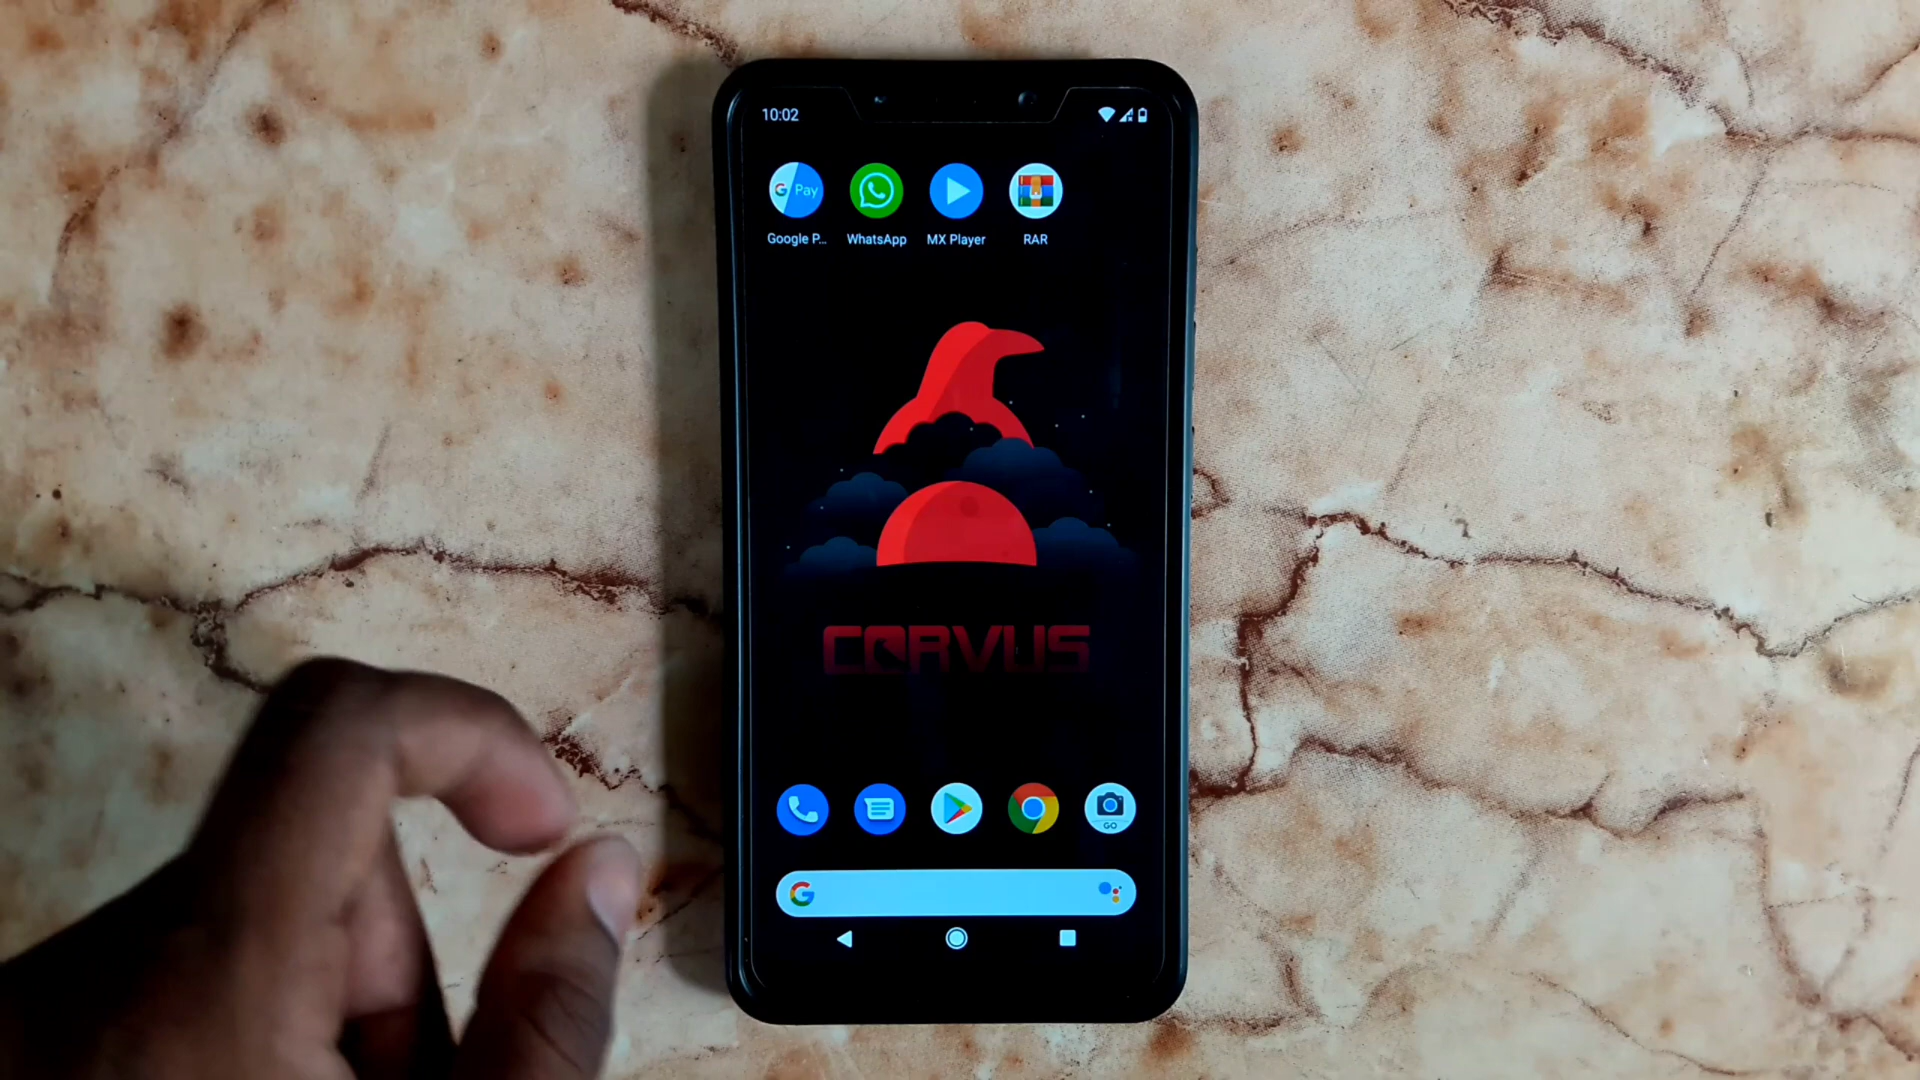 10:02
G Pay
Google P...
WhatsApp
MX Player
RAR
CORVUS
GO
G